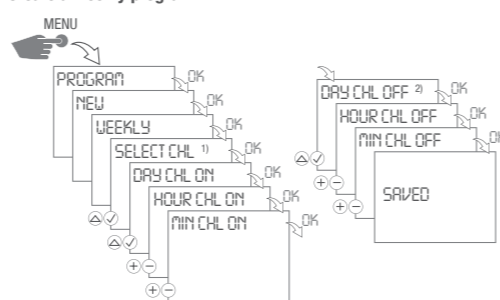 MENU
PROGRAM
OK
NEW
OK
WEEKLY
OK
SELECT CHL 1)
OK
DAY CHL ON
OK
HOUR CHL ON
OK
MIN CHL ON
OK
DAY CHL OFF 2)
OK
HOUR CHL OFF
OK
MIN CHL OFF
SAVED